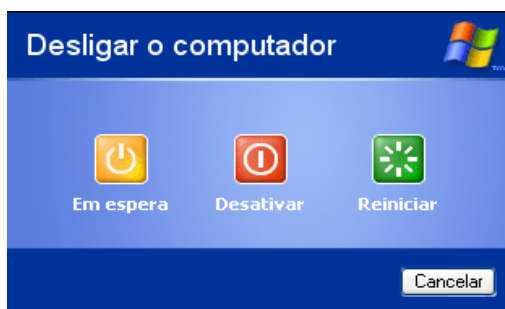 Desligar o computador
Em espera
Desativar
Reiniciar
Cancelar